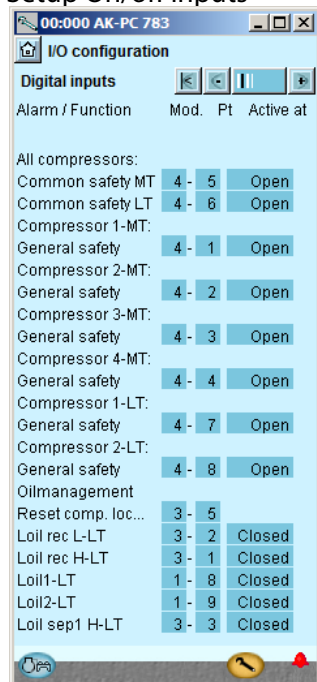 Setup On/off inputs
00:000 AK-PC 783
I/O configuration
Digital inputs
Alarm / Function Mod. Pt Active at
All compressors:
Common safety MT 4 - 5 Open
Common safety LT 4 - 6 Open
Compressor 1-MT:
General safety 4 - 1 Open
Compressor 2-MT:
General safety 4 - 2 Open
Compressor 3-MT:
General safety 4 - 3 Open
Compressor 4-MT:
General safety 4 - 4 Open
Compressor 1-LT:
General safety 4 - 7 Open
Compressor 2-LT:
General safety 4 - 8 Open
Oilmanagement
Reset comp. loc... 3 - 5
Loil rec L-LT 3 - 2 Closed
Loil rec H-LT 3 - 1 Closed
Loil1-LT 1 - 8 Closed
Loil2-LT 1 - 9 Closed
Loil sep1 H-LT 3 - 3 Closed